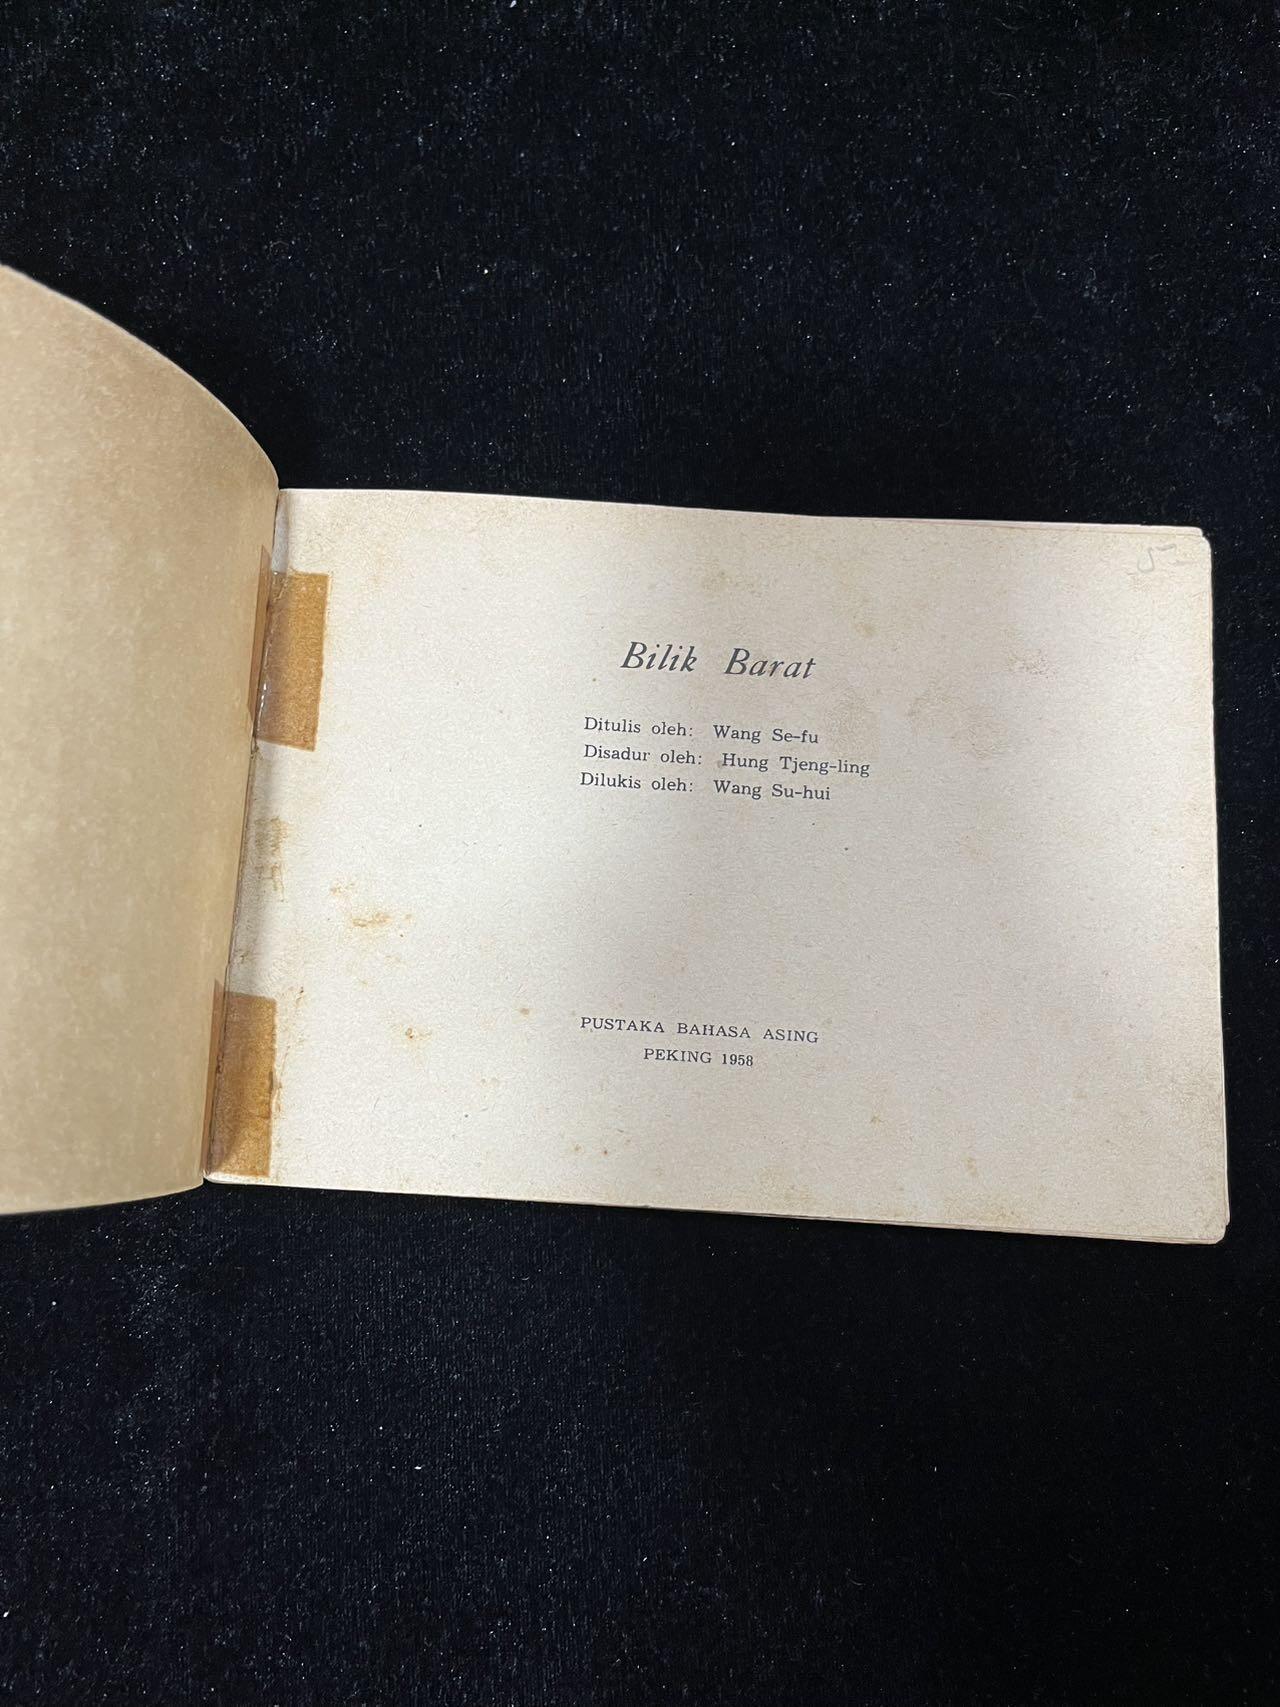 5-
Bilik Barat
Ditulis oleh: Wang Se-fu
Disadur oleh: Hung Tjeng-ling
Dilukis oleh: Wang Su-hui
PUSTAKA BAHASA ASING
PEKING 1958